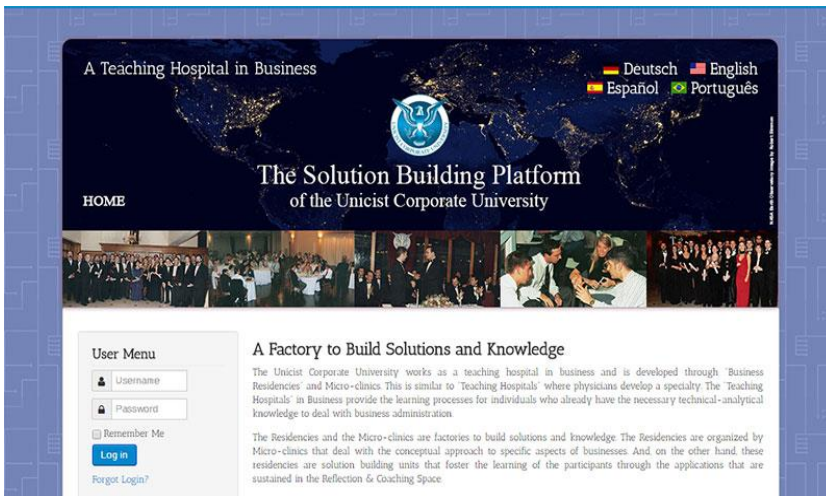 A Teaching Hospital in Business
Deutsch English
Español Português
The Solution Building Platform
of the Unicist Corporate University
HOME
User Menu
Username
Password
Remember Me
Log in
Forgot Login?
A Factory to Build Solutions and Knowledge
The Unicist Corporate University works as a teaching hospital in business and is developed through "Business
Residencies" and Micro-clinics. This is similar to "Teaching Hospitals" where physicians develop a specialty. The "Teaching
Hospitals" in Business provide the learning processes for individuals who already have the necessary technical-analytical
knowledge to deal with business administration.
The Residencies and the Micro-clinics are factories to build solutions and knowledge. The Residencies are organized by
Micro-clinics that deal with the conceptual approach to specific aspects of businesses. And, on the other hand, these
residencies are solution building units that foster the learning of the participants through the applications that are
sustained in the Reflection & Coaching Space.